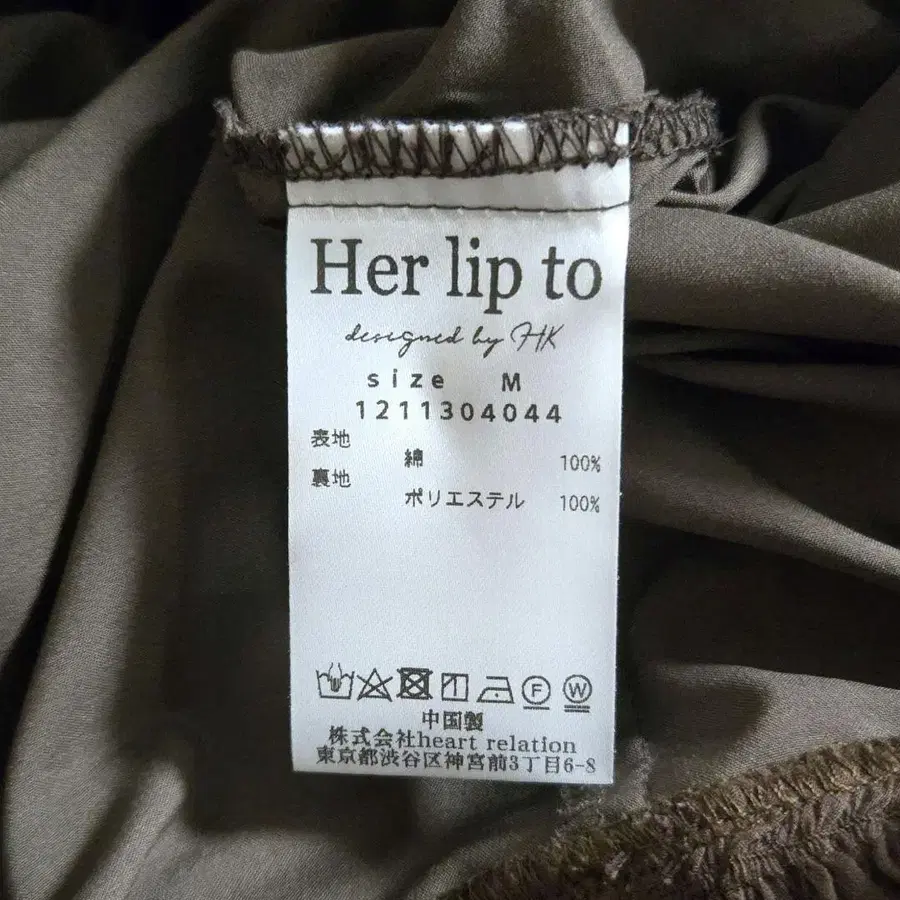 Her lip to
designed by HK
size M
1211304044
表地
綿 100%
裏地
ポリエステル 100%
F W
中国製
株式会社heart relation
東京都渋谷区神宮前3丁目6-8